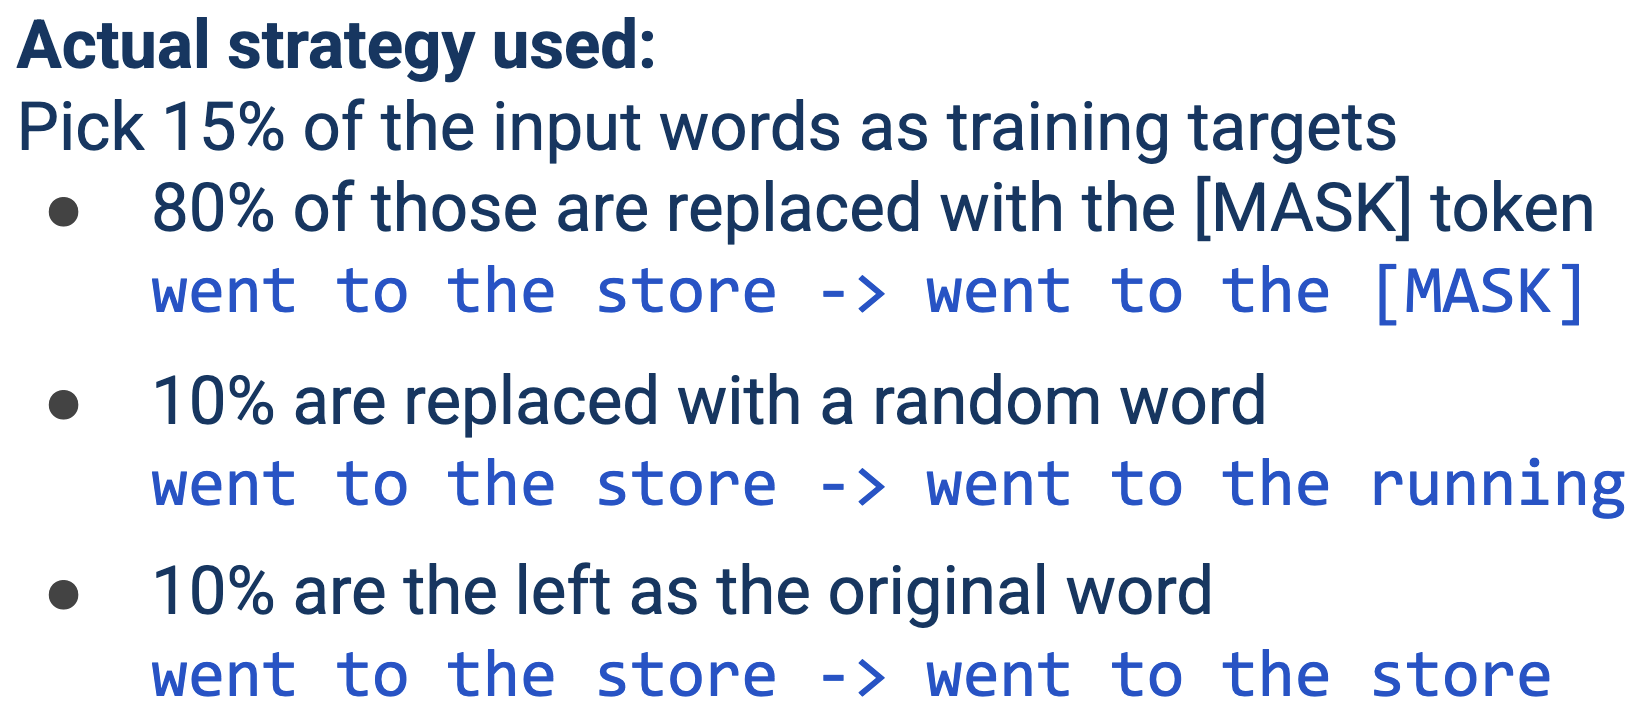 Actual strategy used:
Pick 15% of the input words as training targets
● 80% of those are replaced with the [MASK] token
went to the store -> went to the [MASK]
● 10% are replaced with a random word
went to the store -> went to the running
● 10% are the left as the original word
went to the store -> went to the store